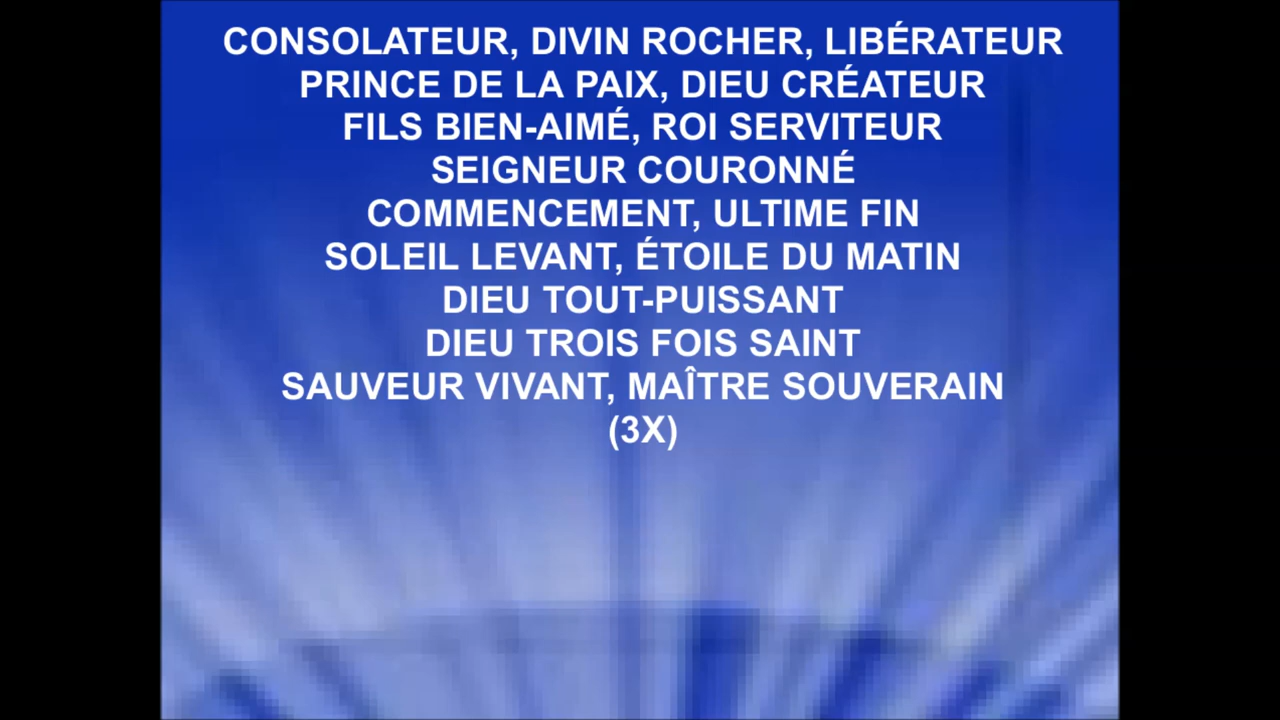 CONSOLATEUR, DIVIN ROCHER, LIBÉRATEUR
PRINCE DE LA PAIX, DIEU CRÉATEUR
FILS BIEN-AIMÉ, ROI SERVITEUR
SEIGNEUR COURONNÉ
COMMENCEMENT, ULTIME FIN
SOLEIL LEVANT, ÉTOILE DU MATIN
DIEU TOUT-PUISSANT
DIEU TROIS FOIS SAINT
SAUVEUR VIVANT, MAÎTRE SOUVERAIN
(3X)